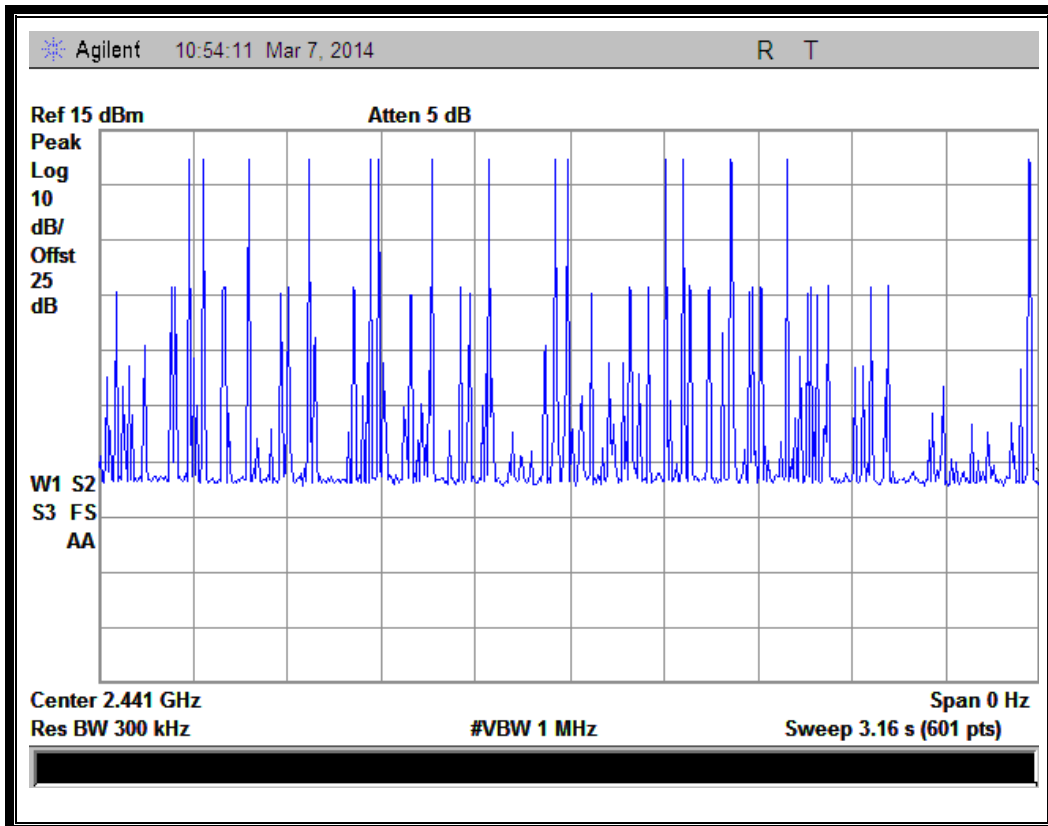 Agilent 10:54:11 Mar 7, 2014 R T
Ref 15 dBm Atten 5 dB
Peak
Log
10
dB/
Offst
25
dB
W1 S2
S3 FS
AA
Center 2.441 GHz Span 0 Hz
Res BW 300 kHz #VBW 1 MHz Sweep 3.16 s (601 pts)